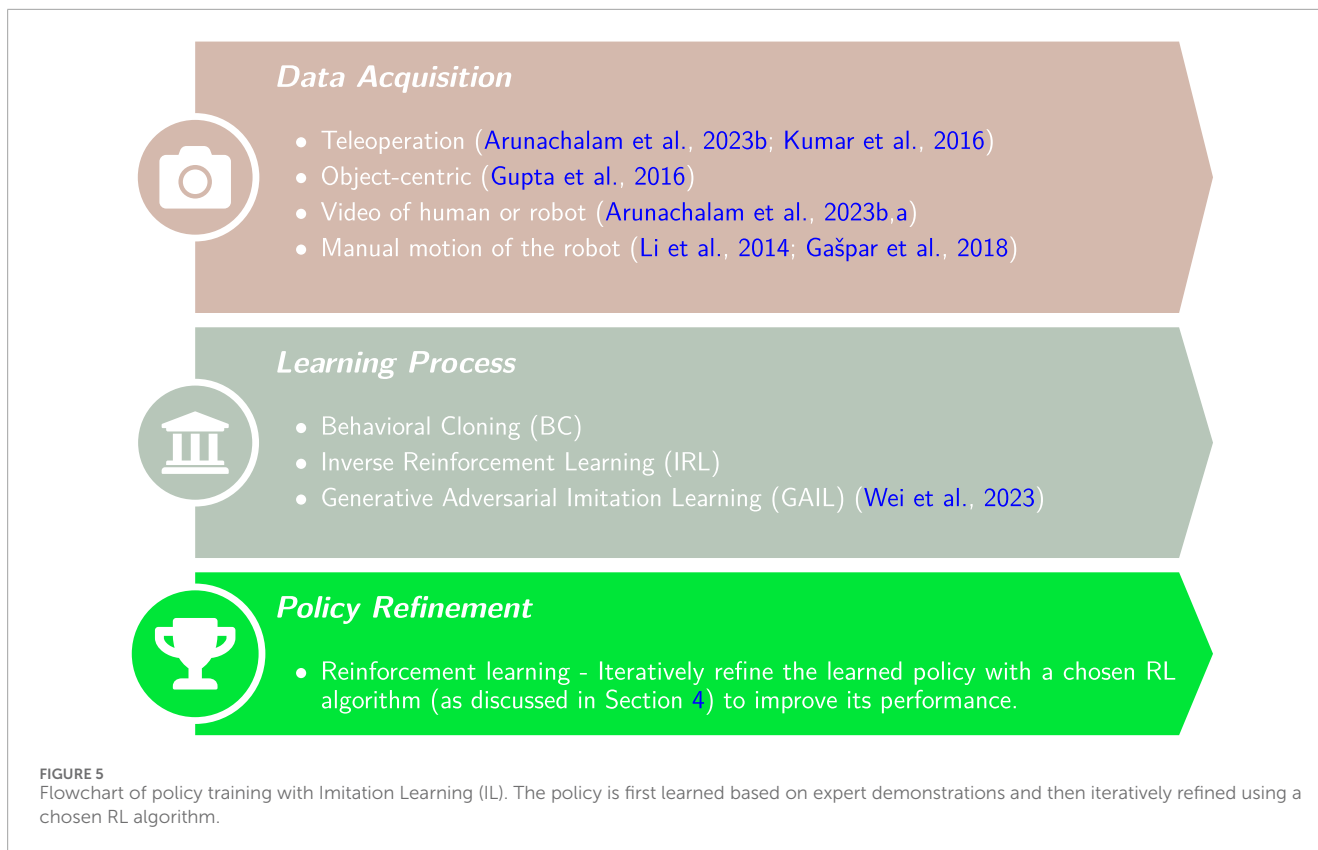 Data Acquisition
• Teleoperation (Arunachalam et al., 2023b; Kumar et al., 2016)
• Object-centric (Gupta et al., 2016)
• Video of human or robot (Arunachalam et al., 2023b,a)
• Manual motion of the robot (Li et al., 2014; Gašpar et al., 2018)
Learning Process
• Behavioral Cloning (BC)
• Inverse Reinforcement Learning (IRL)
• Generative Adversarial Imitation Learning (GAIL) (Wei et al., 2023)
Policy Refinement
• Reinforcement learning - Iteratively refine the learned policy with a chosen RL
algorithm (as discussed in Section 4) to improve its performance.
FIGURE 5
Flowchart of policy training with Imitation Learning (IL). The policy is first learned based on expert demonstrations and then iteratively refined using a
chosen RL algorithm.